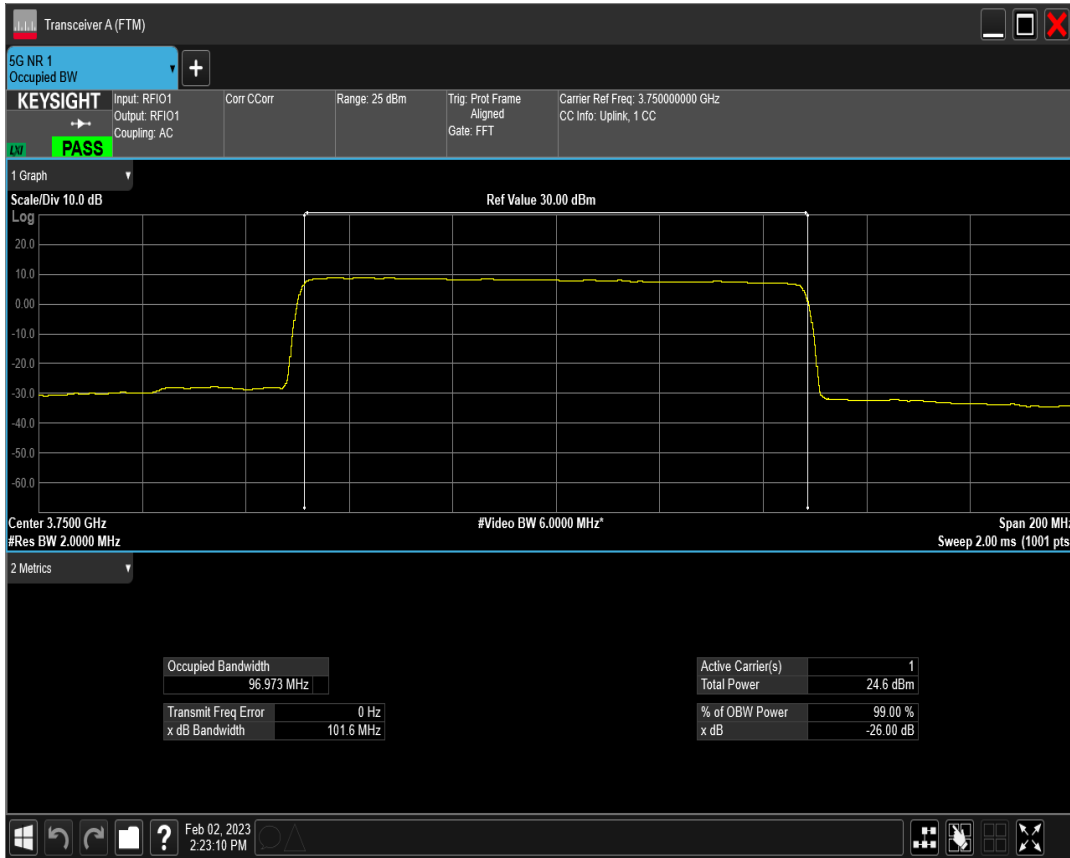 Transceiver A (FTM)
5G NR 1
Occupied BW
+
KEYSIGHT
LXI
PASS
Input: RFIO1
Output: RFIO1
Coupling: AC
Corr CCorr
Range: 25 dBm
Trig: Prot Frame
Aligned
Gate: FFT
Carrier Ref Freq: 3.750000000 GHz
CC Info: Uplink, 1 CC
1 Graph
Scale/Div 10.0 dB
Ref Value 30.00 dBm
Log
20.0
10.0
0.00
-10.0
-20.0
-30.0
-40.0
-50.0
-60.0
Center 3.7500 GHz
#Video BW 6.0000 MHz*
Span 200 MHz
#Res BW 2.0000 MHz
Sweep 2.00 ms (1001 pts
2 Metrics
Occupied Bandwidth
96.973 MHz
Transmit Freq Error 0 Hz
x dB Bandwidth 101.6 MHz
Active Carrier(s) 1
Total Power 24.6 dBm
% of OBW Power 99.00 %
x dB -26.00 dB
?
Feb 02, 2023
2:23:10 PM